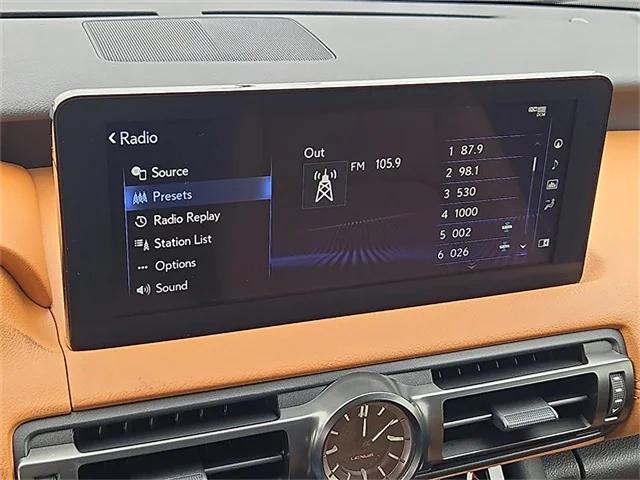 DCM
Radio
Out
Source
Presets
Radio Replay
Station List
Options
Sound
FM 105.9
1 87.9
2 98.1
3 530
4 1000
5 002
6 026
LEXUS